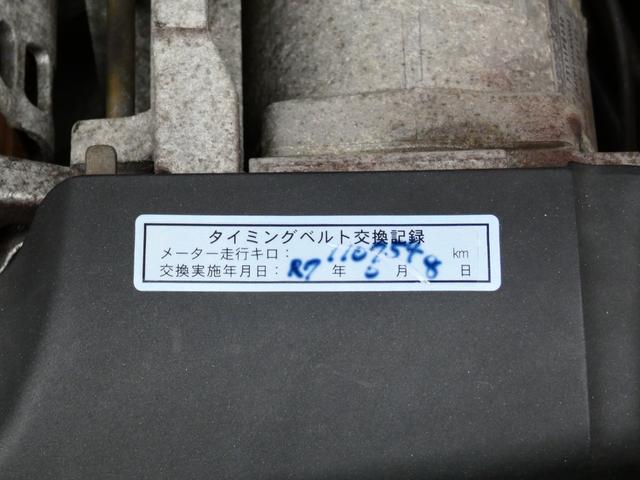 タイミングベルト交換記録
メーター走行キロ： 110754 km
交換実施年月日： R7 年 6 月 8 日